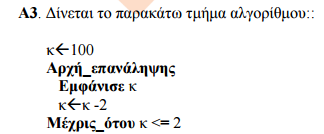 Α3. Δίνεται το παρακάτω τμήμα αλγορίθμου::
κ←100
Αρχή_επανάληψης
Εμφάνισε κ
κ←κ -2
Μέχρις_ότου κ <= 2